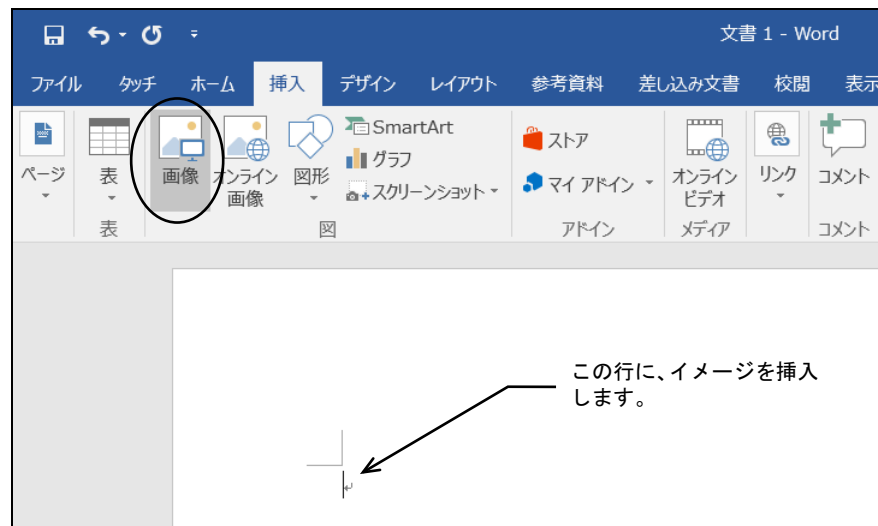 文書 1 - Word
ファイル タッチ ホーム 挿入 デザイン レイアウト 参考資料 差し込み文書 校閲 表示
ページ
表
画像
オンライン
画像
図形
SmartArt
グラフ
スクリーンショット
ストア
マイ アドイン
オンライン
ビデオ
リンク
コメント
表 図 アドイン メディア コメント
この行に、イメージを挿入
します。